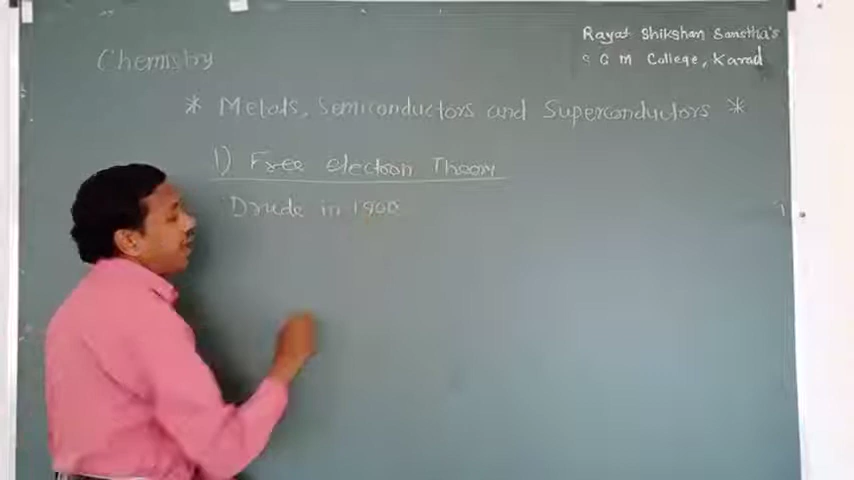 Rayat Shikshan Sanstha's
S G M College, Karad
Chemistry
* Metals, Semiconductors and Superconductors *
1) Free electron Theory
Drude in 1900